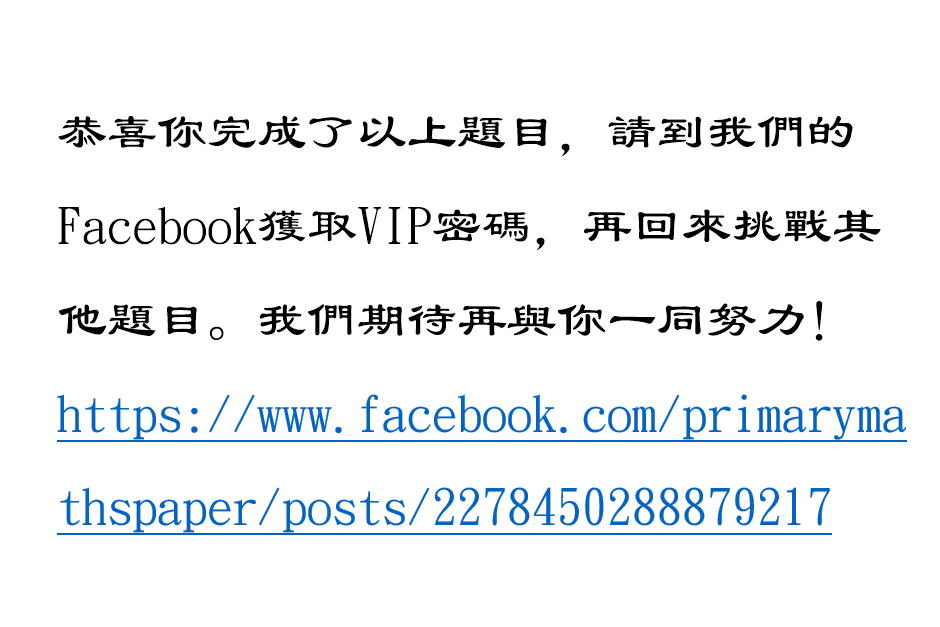 恭喜你完成了以上題目，請到我們的
Facebook獲取VIP密碼，再回來挑戰其
他題目。我們期待再與你一同努力!
https://www.facebook.com/primaryma
thspaper/posts/2278450288879217